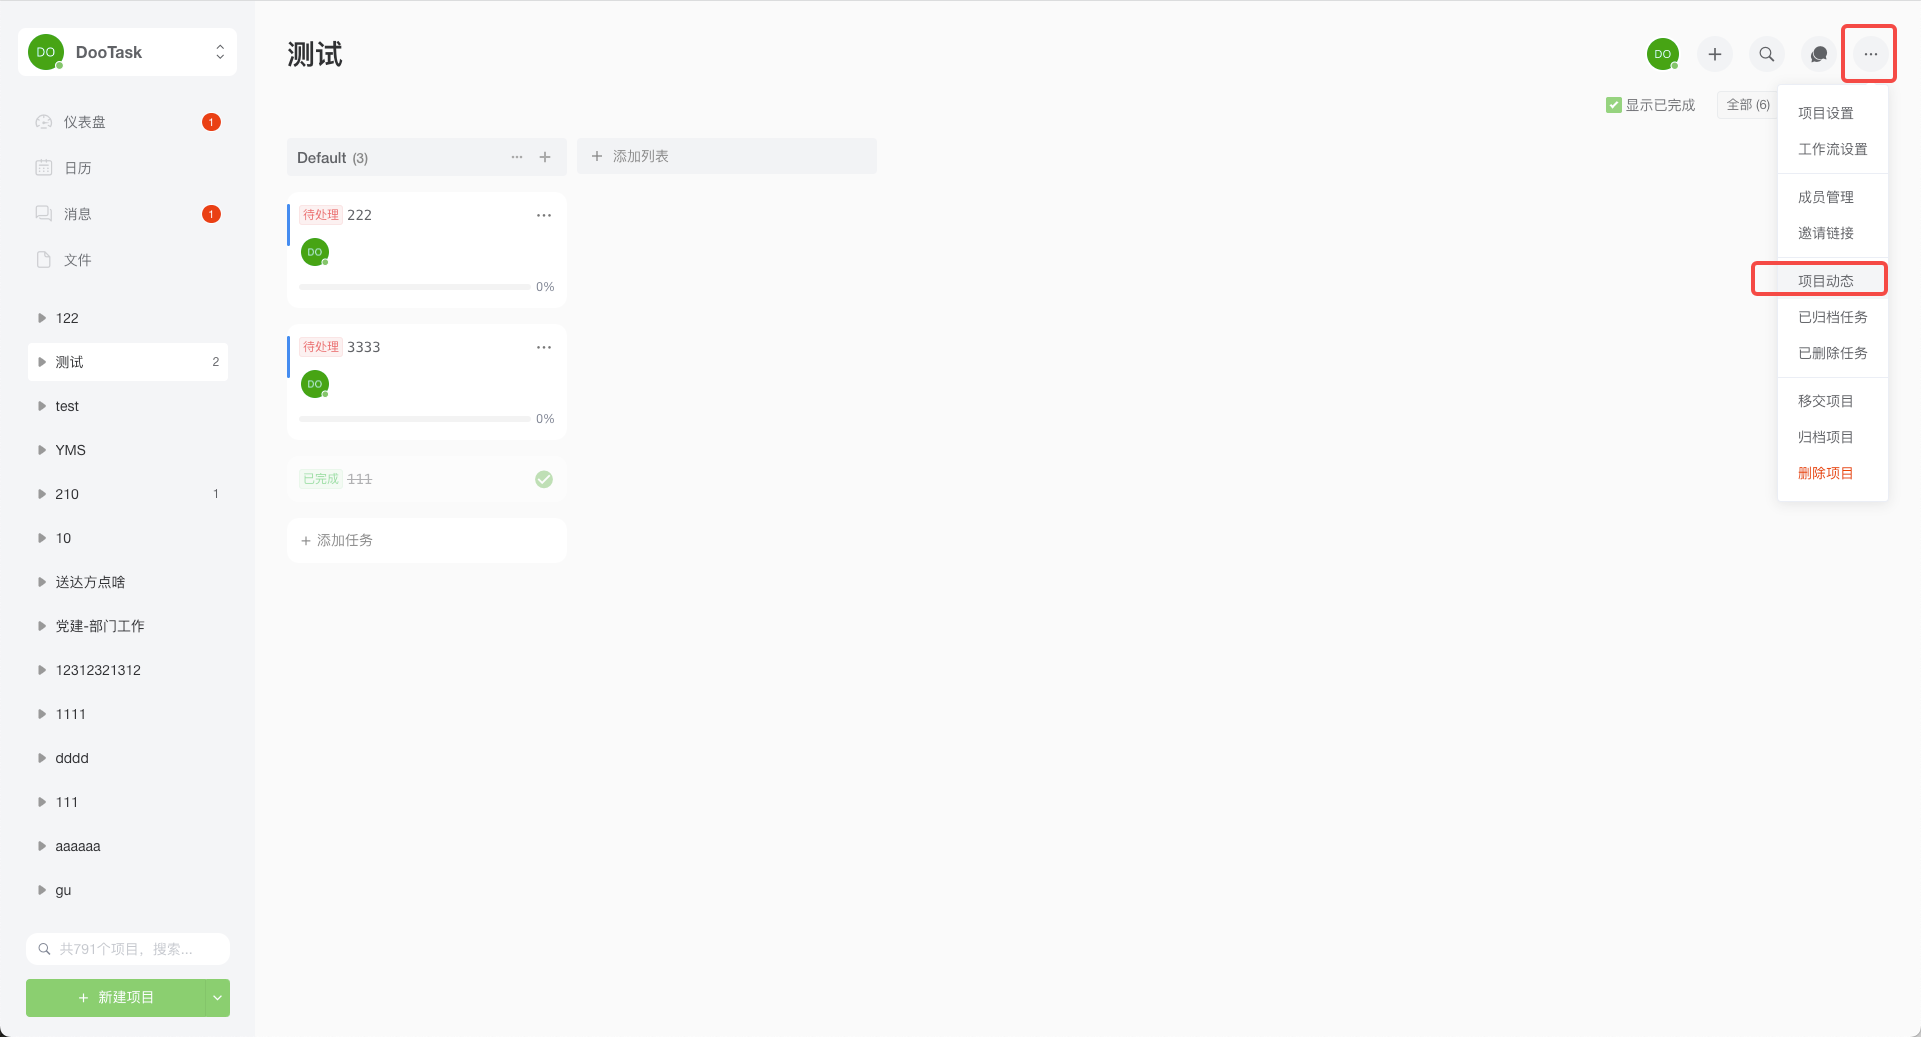 DO DooTask
仪表盘 1
日历
消息 1
文件
122
测试 2
test
YMS
210 1
10
送达方点啥
党建-部门工作
12312321312
1111
dddd
111
aaaaaa
gu
共791个项目，搜索...
+ 新建项目
测试
DO
显示已完成 全部 (6)
Default (3)
+ 添加列表
待处理 222
DO
0%
待处理 3333
DO
0%
已完成 111
+ 添加任务
项目设置
工作流设置
成员管理
邀请链接
项目动态
已归档任务
已删除任务
移交项目
归档项目
删除项目